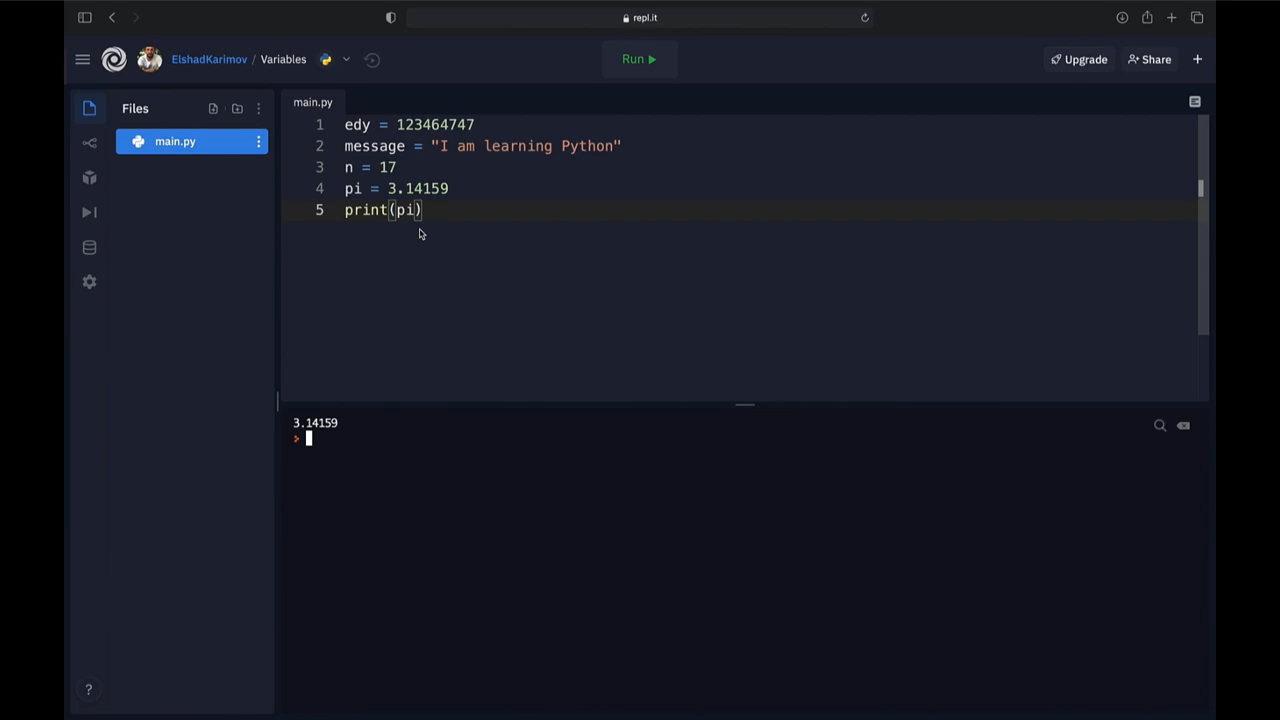 repl.it
ElshadKarimov / Variables
Run
Upgrade
Share
Files
main.py
main.py
1 edy = 123464747
2 message = "I am learning Python"
3 n = 17
4 pi = 3.14159
5 print(pi)
3.14159
>
?